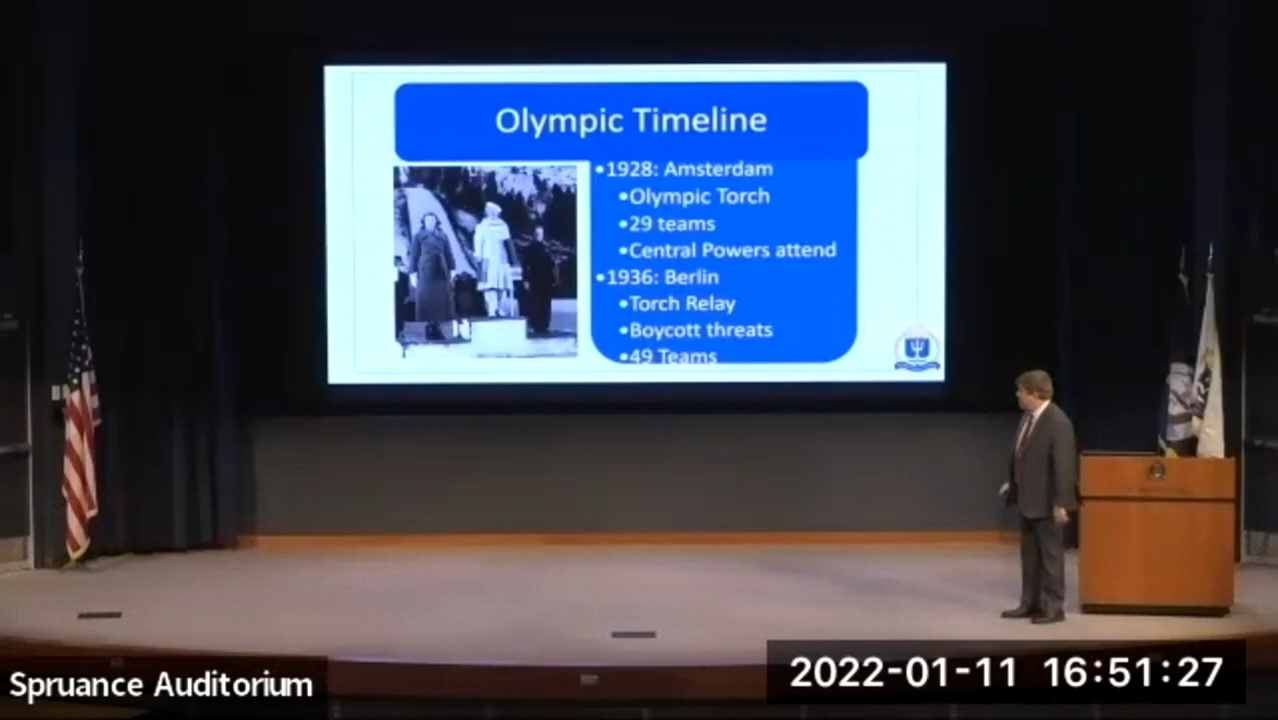 Olympic Timeline
•1928: Amsterdam
•Olympic Torch
•29 teams
•Central Powers attend
•1936: Berlin
•Torch Relay
•Boycott threats
•49 Teams
Spruance Auditorium
2022-01-11 16:51:27